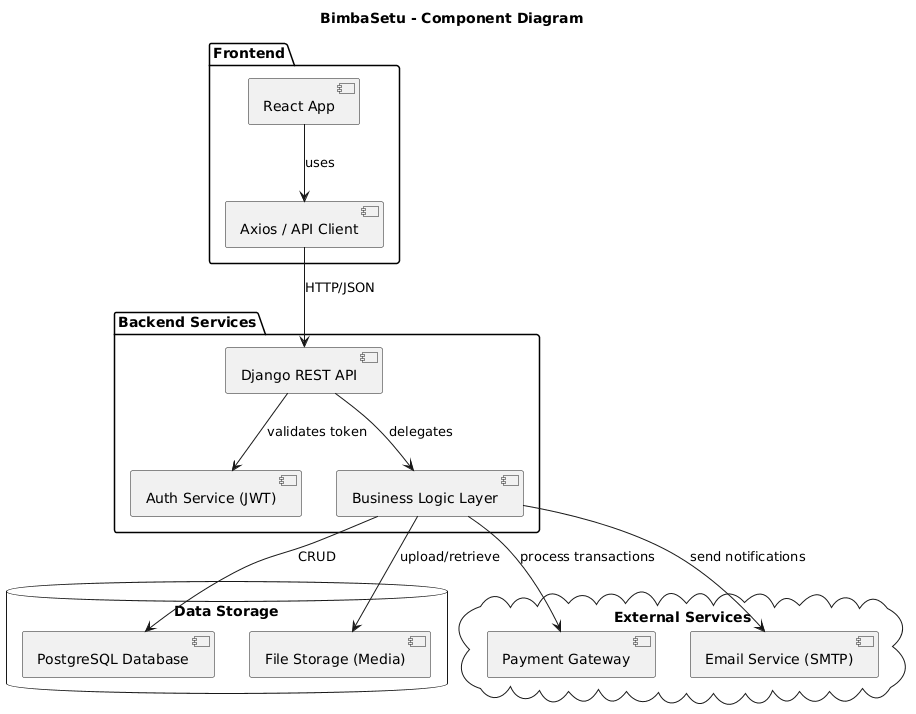 BimbaSetu - Component Diagram
Frontend
React App
uses
Axios / API Client
HTTP/JSON
Backend Services
Django REST API
validates token
delegates
Auth Service (JWT)
Business Logic Layer
CRUD
upload/retrieve
process transactions
send notifications
Data Storage
External Services
PostgreSQL Database
File Storage (Media)
Payment Gateway
Email Service (SMTP)